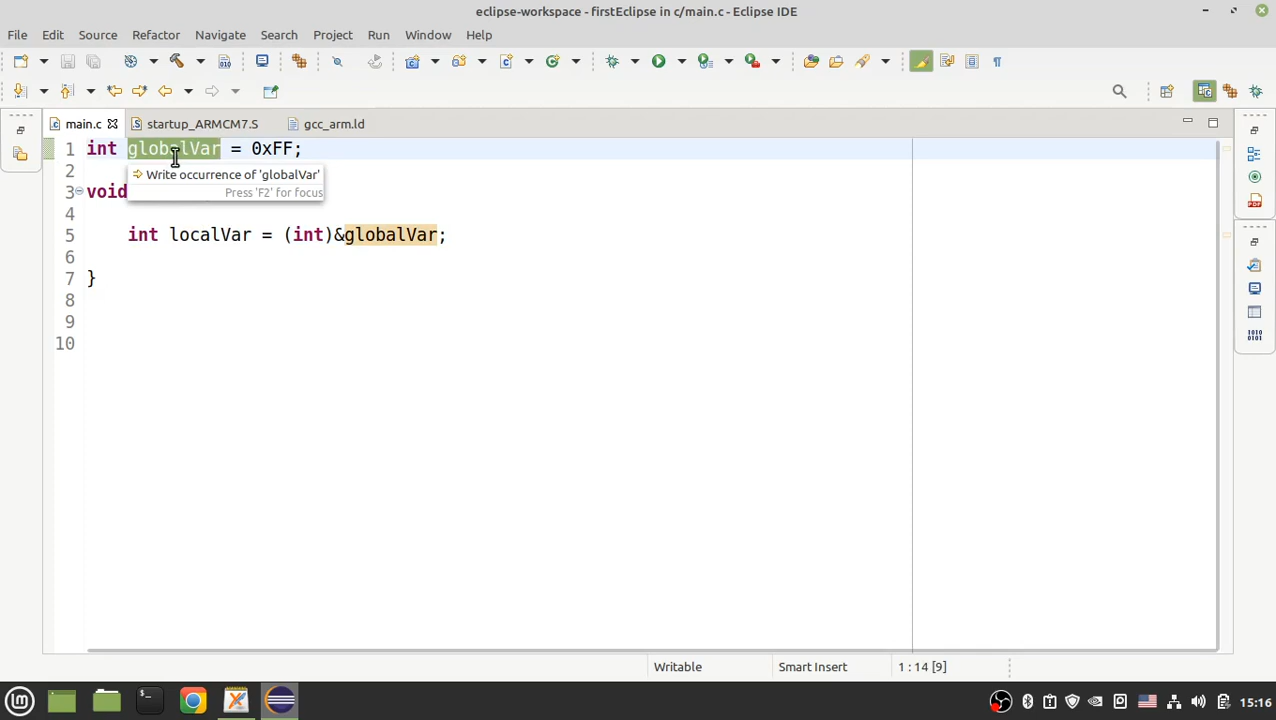 eclipse-workspace - firstEclipse in c/main.c - Eclipse IDE
File Edit Source Refactor Navigate Search Project Run Window Help
main.c startup_ARMCM7.S gcc_arm.ld
1 int globalVar = 0xFF;
2
Write occurrence of 'globalVar'
Press 'F2' for focus
3 void
4
5 int localVar = (int)&globalVar;
6
7 }
8
9
10
Writable Smart Insert 1 : 14 [9]
15:16